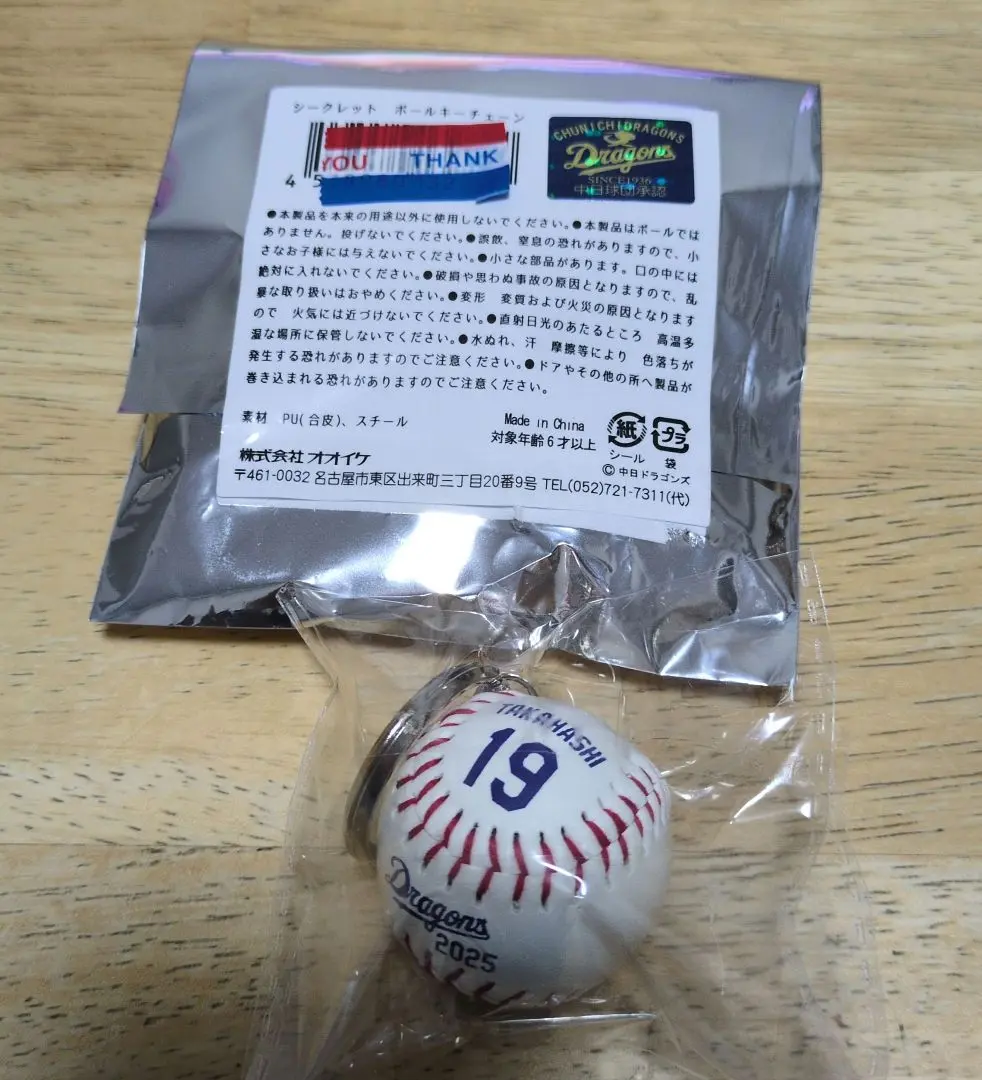 シークレット ボールキーチェーン
YOU THANK
4 5
CHUNICHI DRAGONS
Dragons
SINCE1936
中日球団承認
●本製品を本来の用途以外に使用しないでください。●本製品はボールでは
ありません。投げないでください。●誤飲、窒息の恐れがありますので、小
さなお子様には与えないでください。●小さな部品があります。口の中には
絶対に入れないでください。●破損や思わぬ事故の原因となりますので、乱
暴な取り扱いはおやめください。●変形 変質および火災の原因となります
ので 火気には近づけないでください。●直射日光のあたるところ 高温多
湿な場所に保管しないでください。●水ぬれ、汗 摩擦等により 色落ちが
発生する恐れがありますのでご注意ください。●ドアやその他の所へ製品が
巻き込まれる恐れがありますのでご注意ください。
素材 PU(合皮)、スチール
Made in China
対象年齢6才以上
紙 プラ
シール 袋
© 中日ドラゴンズ
株式会社オオイケ
〒461-0032 名古屋市東区出来町三丁目20番9号 TEL(052)721-7311(代)
TAKAHASHI
19
Dragons
2025